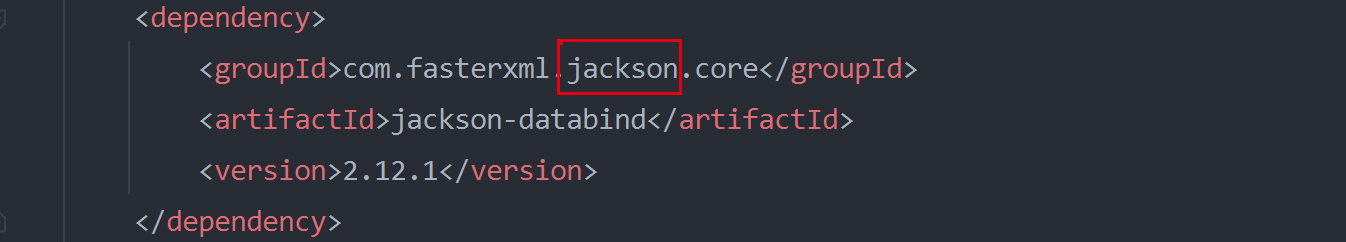 <dependency>
<groupId>com.fasterxml.jackson.core</groupId>
<artifactId>jackson-databind</artifactId>
<version>2.12.1</version>
</dependency>